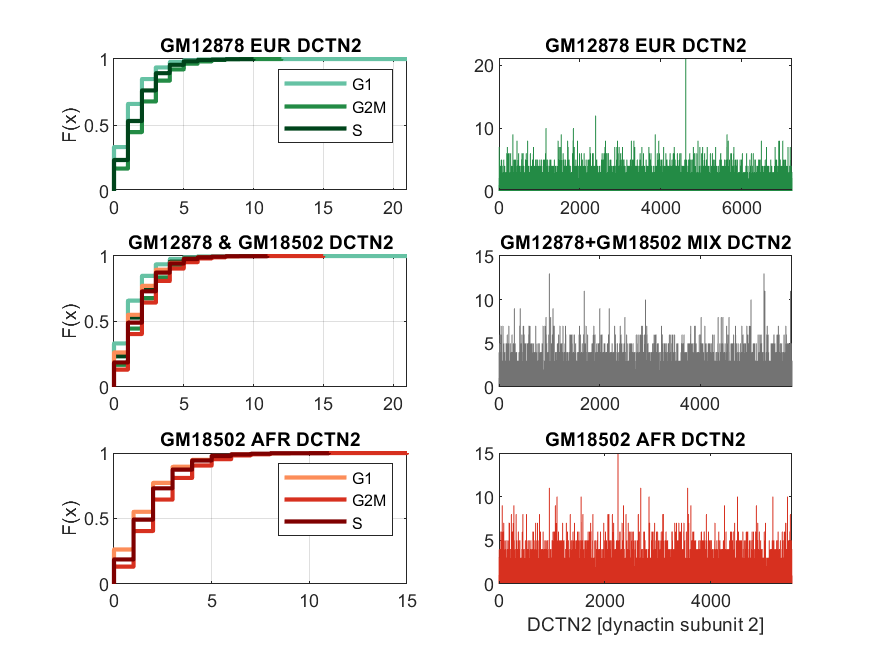 GM12878 EUR DCTN2
1
0.5
0
F(x)
0 5 10 15 20
G1
G2M
S
GM12878 EUR DCTN2
20
10
0
0 2000 4000 6000
GM12878 & GM18502 DCTN2
1
0.5
0
F(x)
0 5 10 15 20
GM12878+GM18502 MIX DCTN2
15
10
5
0
0 2000 4000
GM18502 AFR DCTN2
1
0.5
0
F(x)
0 5 10 15
G1
G2M
S
GM18502 AFR DCTN2
15
10
5
0
0 2000 4000
DCTN2 [dynactin subunit 2]